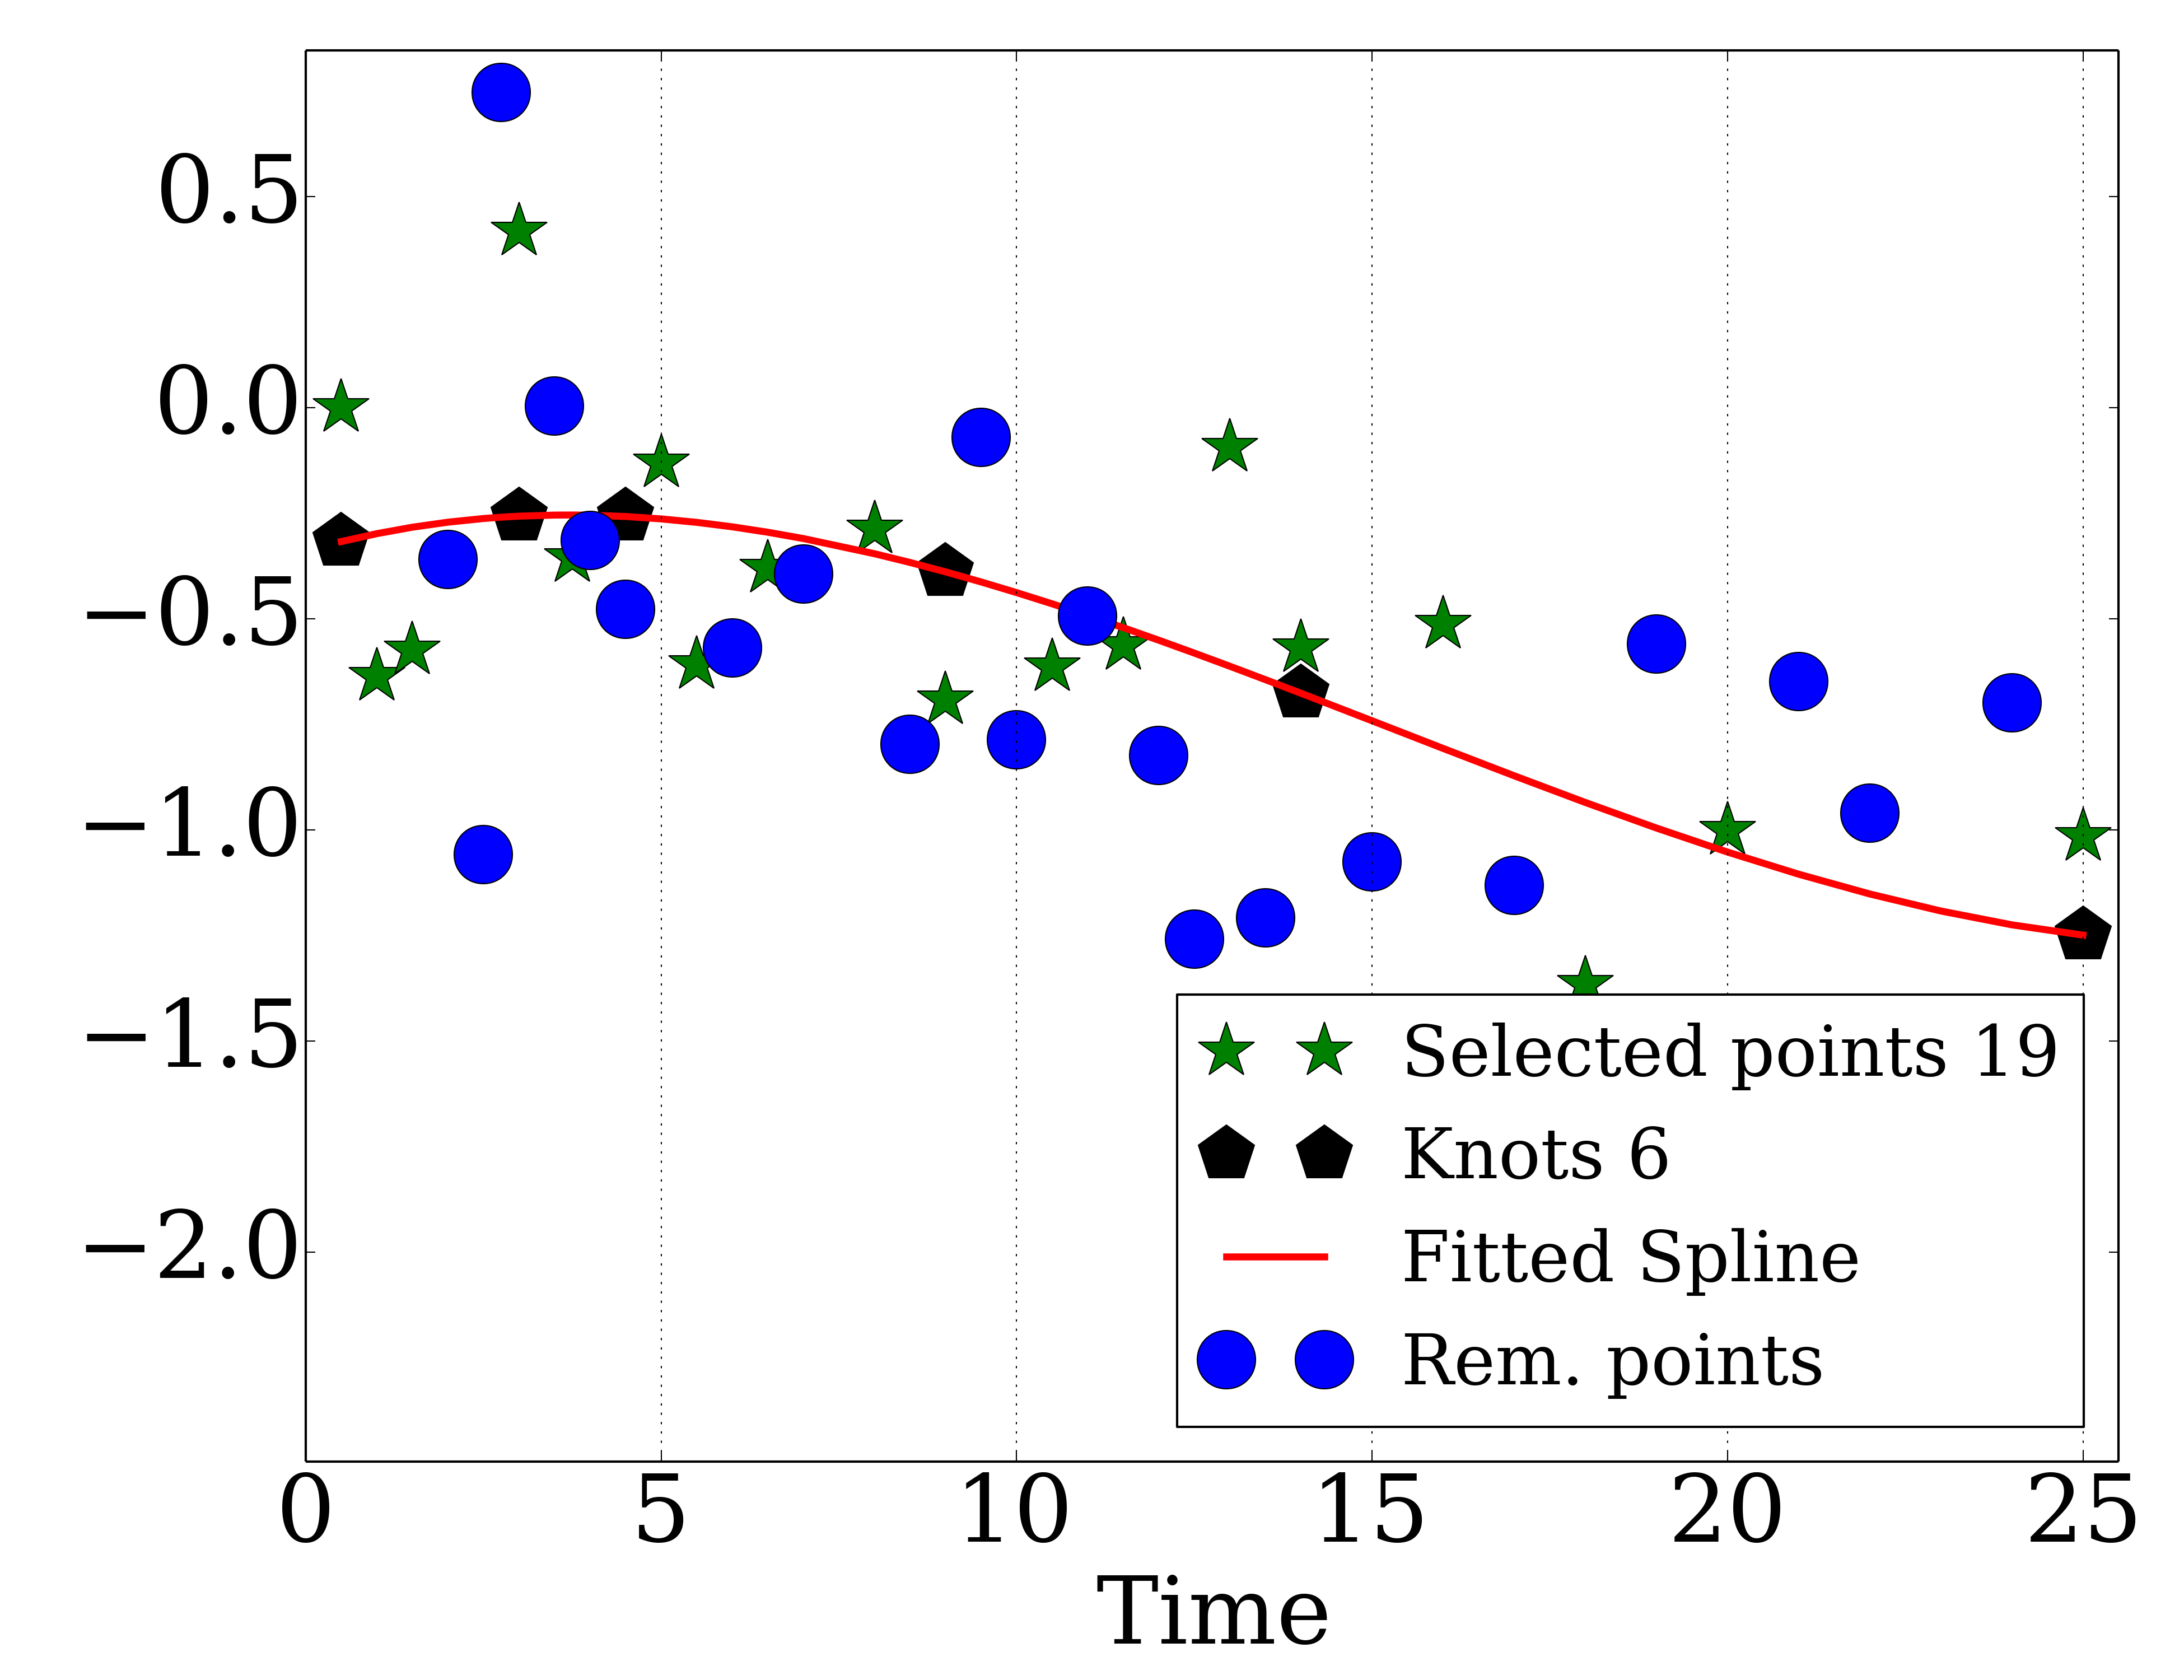 0.5
0.0
−0.5
−1.0
−1.5
−2.0
Selected points 19
Knots 6
Fitted Spline
Rem. points
0 5 10 15 20 25
Time